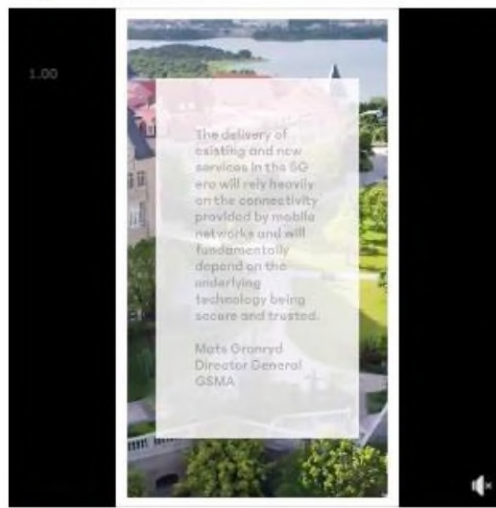 1.00
The delivery of
existing and new
services in the 5G
era will rely heavily
on the connectivity
provided by mobile
networks and will
fundamentally
depend on the
underlying
technology being
secure and trusted.
Mats Granryd
Director General
GSMA